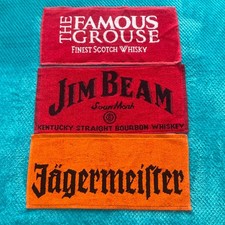 THE FAMOUS
GROUSE
FINEST SCOTCH WHISKY
JIM BEAM
KENTUCKY STRAIGHT BOURBON WHISKEY
Jägermeister